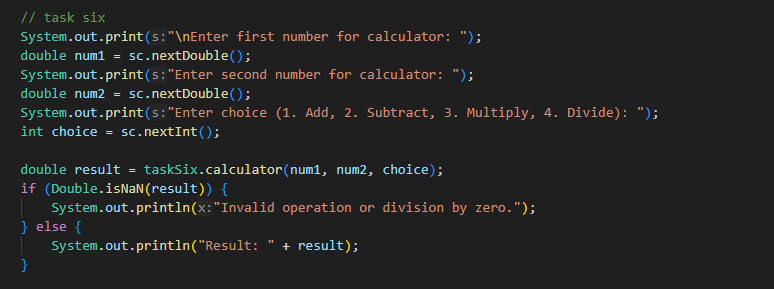 // task six
System.out.print(s:"\nEnter first number for calculator: ");
double num1 = sc.nextDouble();
System.out.print(s:"Enter second number for calculator: ");
double num2 = sc.nextDouble();
System.out.print(s:"Enter choice (1. Add, 2. Subtract, 3. Multiply, 4. Divide): ");
int choice = sc.nextInt();
double result = taskSix.calculator(num1, num2, choice);
if (Double.isNaN(result)) {
System.out.println(x:"Invalid operation or division by zero.");
} else {
System.out.println("Result: " + result);
}